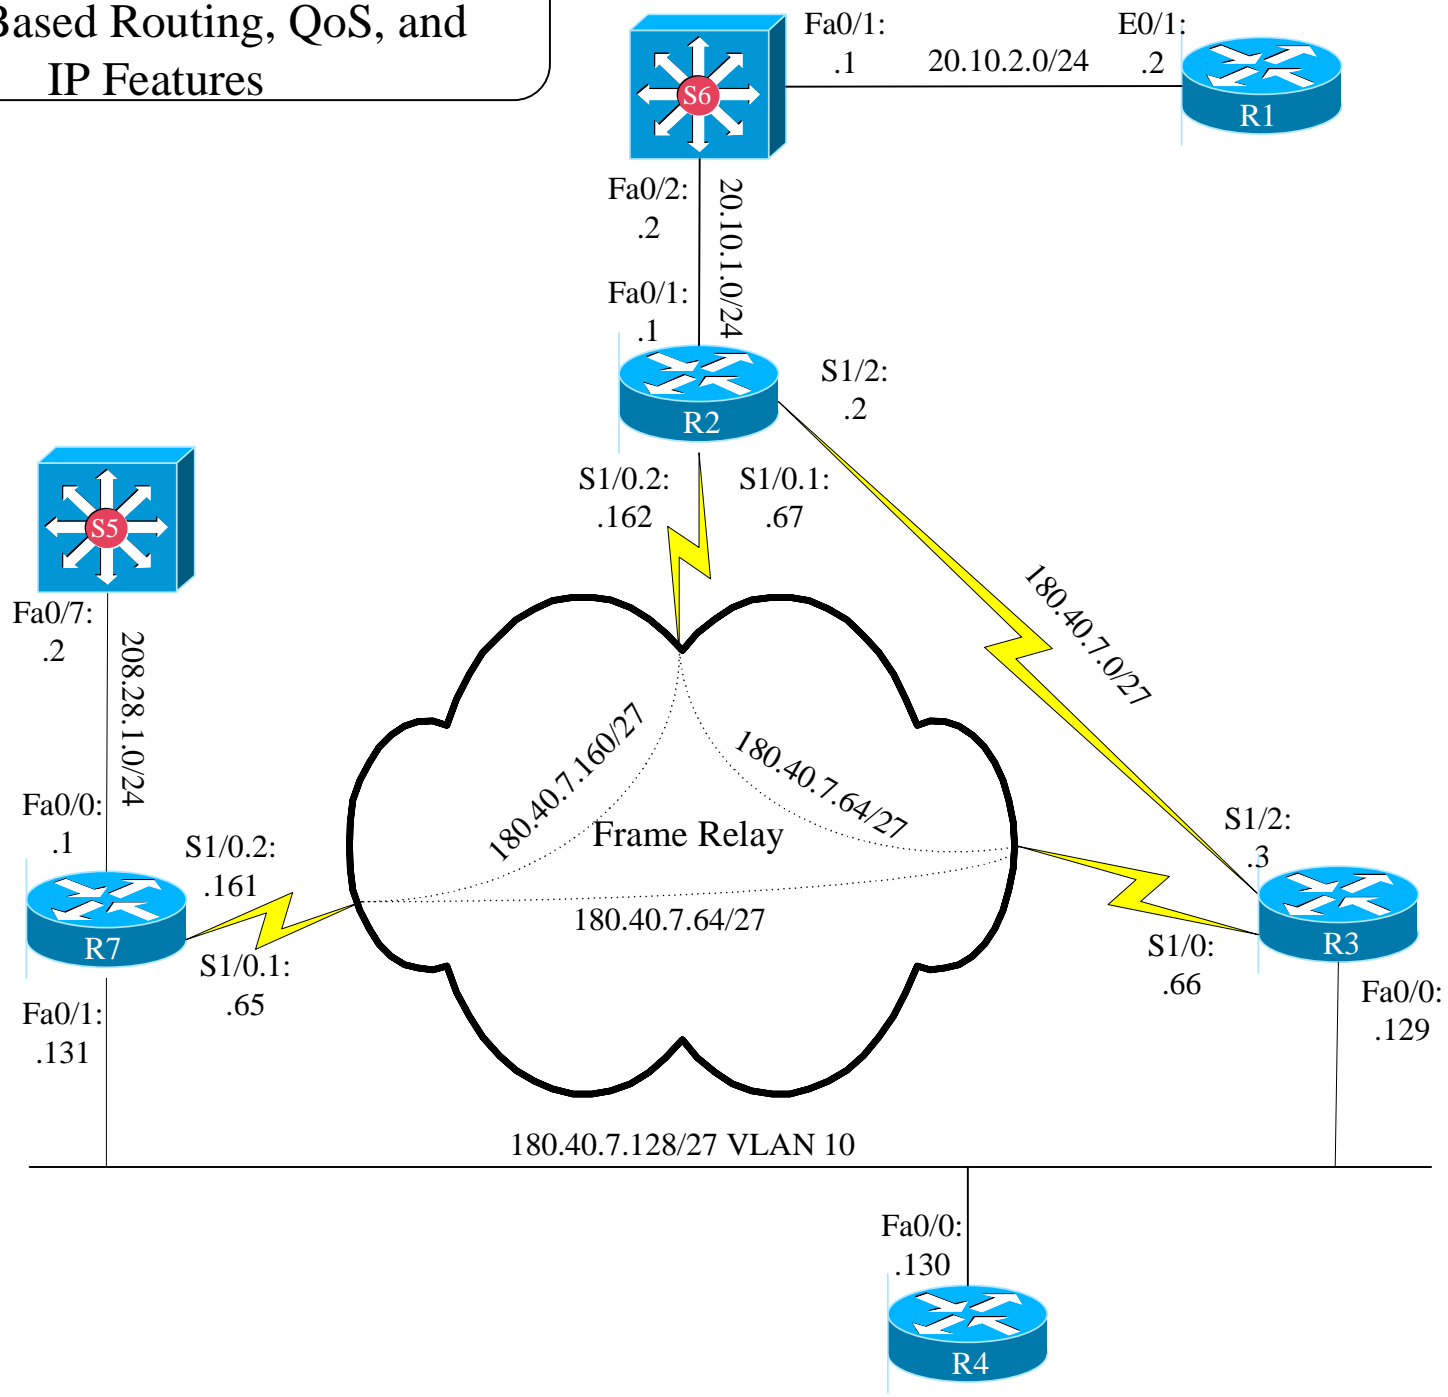 Based Routing, QoS, and
IP Features
Fa0/1:
.1
20.10.2.0/24
E0/1:
.2
S6
R1
Fa0/2:
.2
20.10.1.0/24
Fa0/1:
.1
R2
S1/2:
.2
S1/0.2:
.162
S1/0.1:
.67
S5
180.40.7.0/27
Fa0/7:
.2
208.28.1.0/24
180.40.7.160/27
180.40.7.64/27
Frame Relay
180.40.7.64/27
Fa0/0:
.1
S1/0.2:
.161
S1/2:
.3
R7
R3
S1/0.1:
.65
S1/0:
.66
Fa0/1:
.131
Fa0/0:
.129
180.40.7.128/27 VLAN 10
Fa0/0:
.130
R4